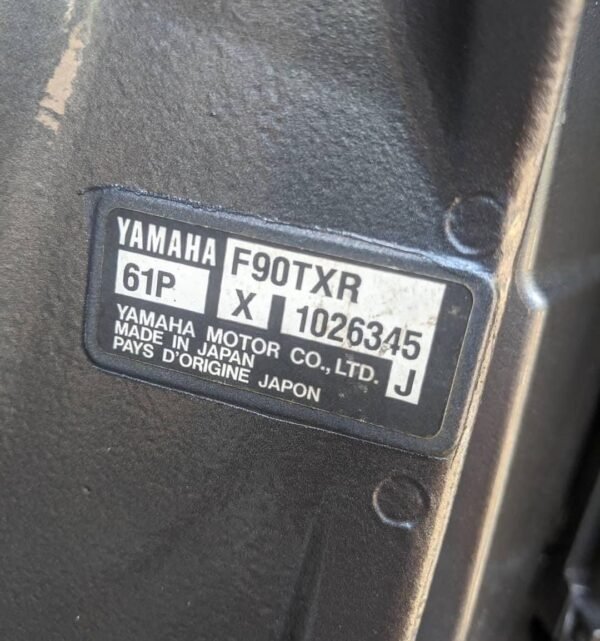 YAMAHA F90TXR
61P X 1026345
YAMAHA MOTOR CO., LTD. J
MADE IN JAPAN
PAYS D'ORIGINE JAPON